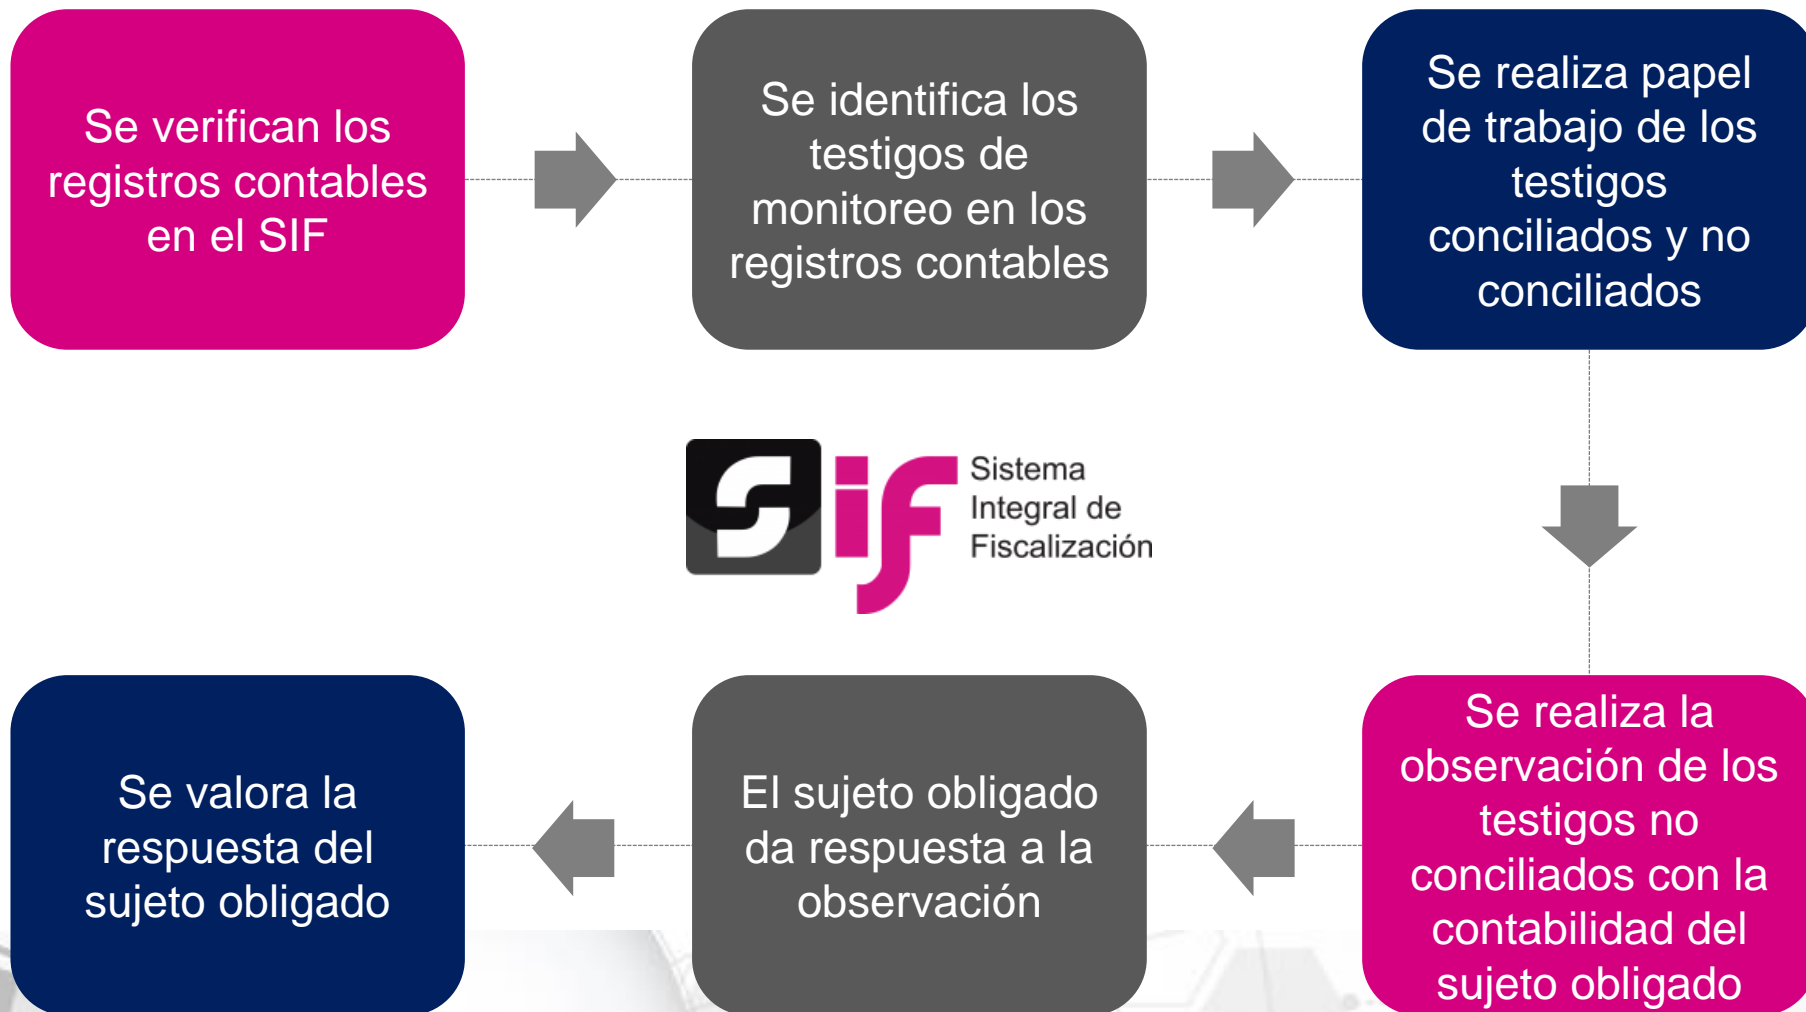 Se verifican los
registros contables
en el SIF
Se identifica los
testigos de
monitoreo en los
registros contables
Se realiza papel
de trabajo de los
testigos
conciliados y no
conciliados
Sif
Sistema
Integral de
Fiscalización
Se realiza la
observación de los
testigos no
conciliados con la
contabilidad del
sujeto obligado
El sujeto obligado
da respuesta a la
observación
Se valora la
respuesta del
sujeto obligado